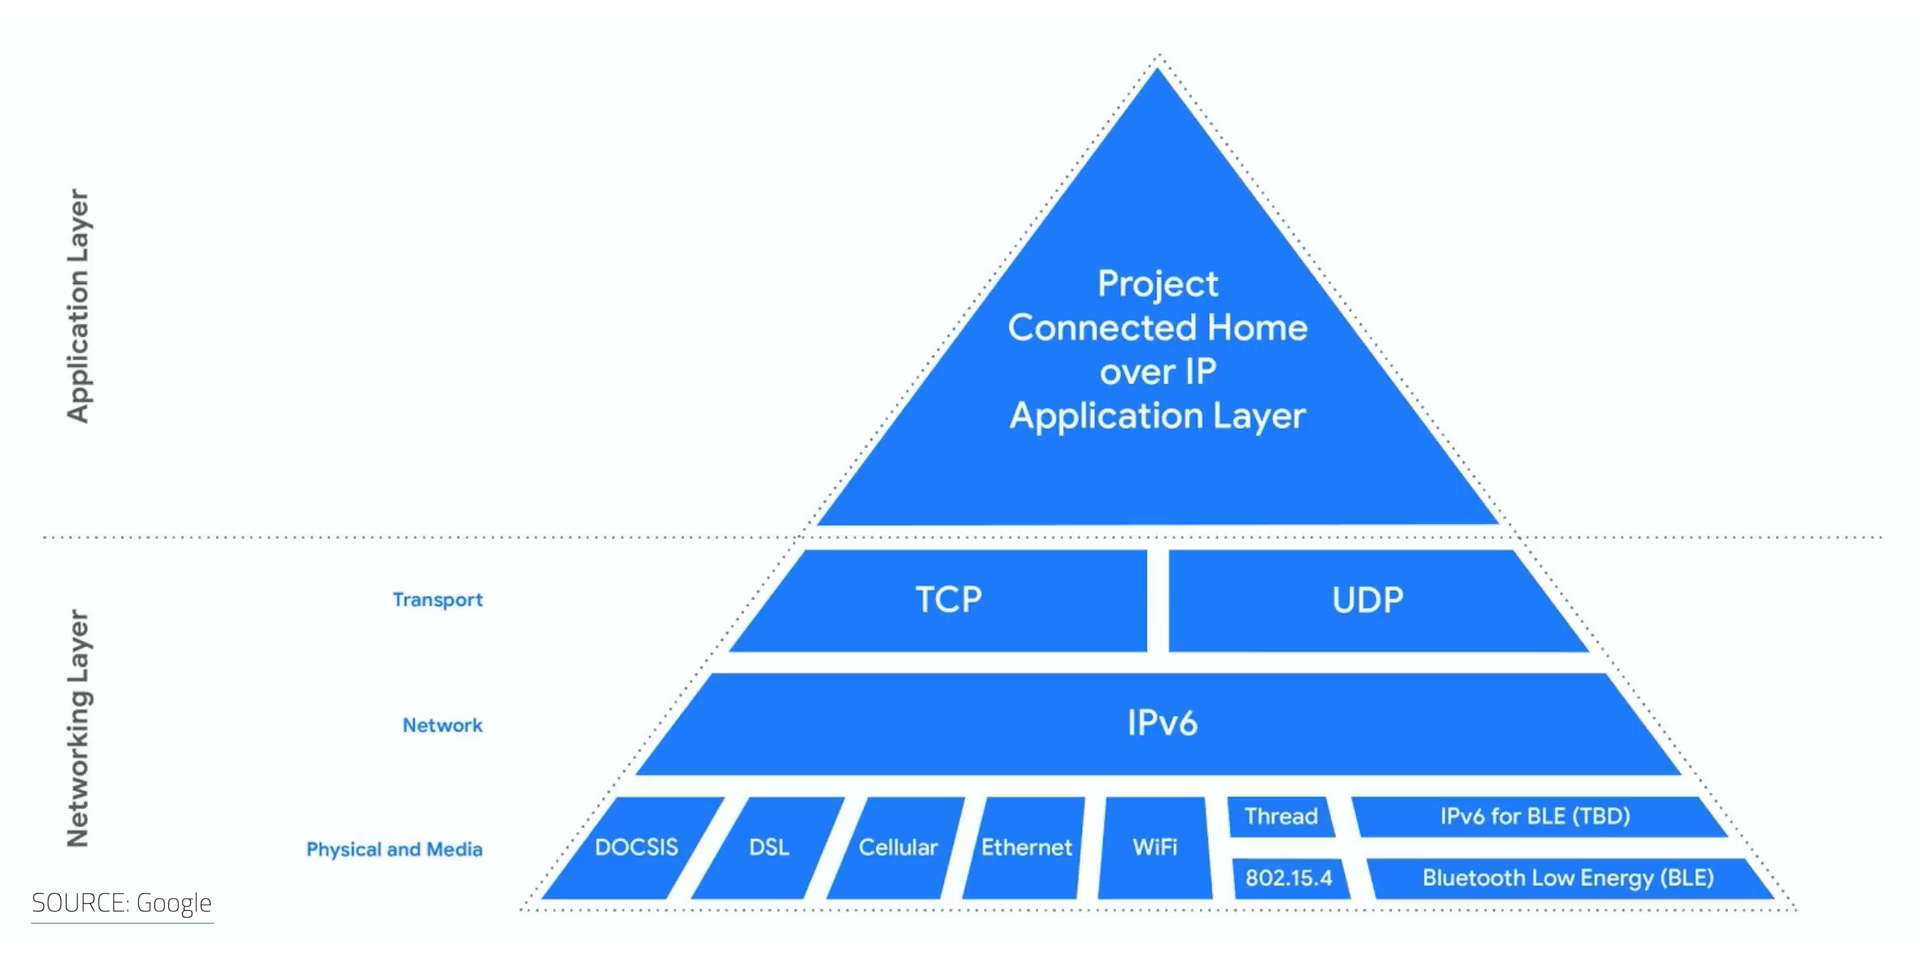 Application Layer
Project
Connected Home
over IP
Application Layer
Networking Layer
Transport
TCP
UDP
Network
IPv6
Physical and Media
DOCSIS
DSL
Cellular
Ethernet
WiFi
Thread
802.15.4
IPv6 for BLE (TBD)
Bluetooth Low Energy (BLE)
SOURCE: Google